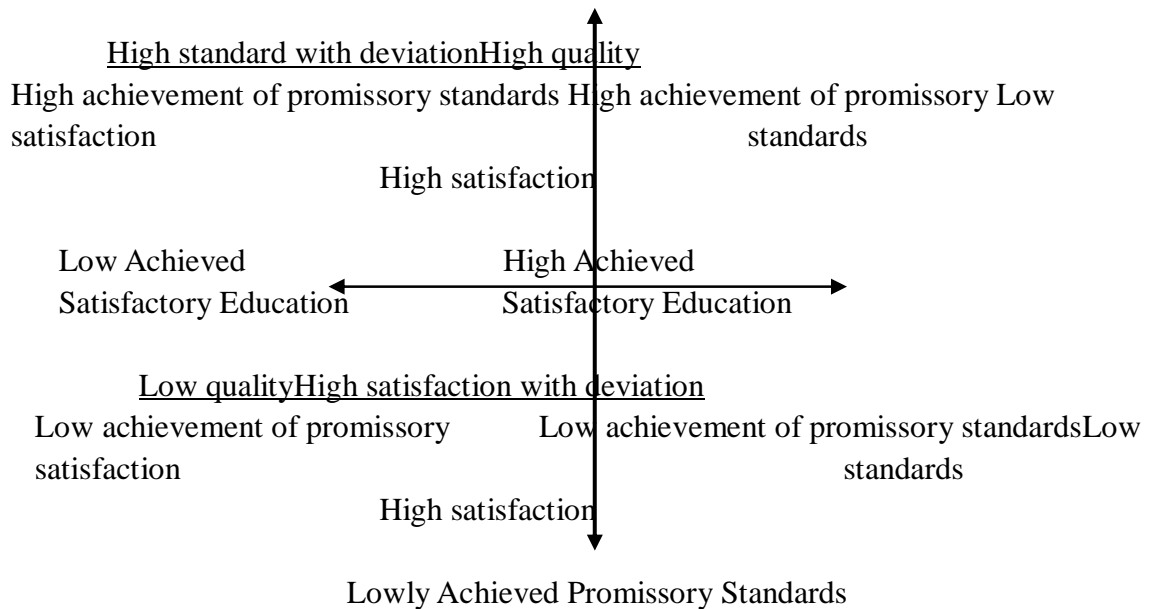 High standard with deviationHigh quality
High achievement of promissory standards High achievement of promissory Low
satisfaction standards
High satisfaction
Low Achieved High Achieved
Satisfactory Education Satisfactory Education
Low qualityHigh satisfaction with deviation
Low achievement of promissory Low achievement of promissory standardsLow
satisfaction standards
High satisfaction
Lowly Achieved Promissory Standards